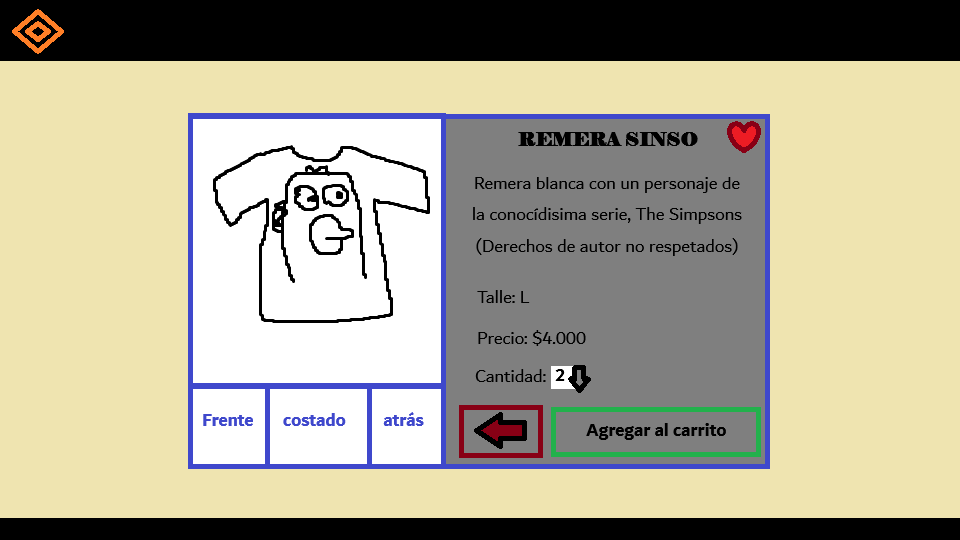 REMERA SINSO
Remera blanca con un personaje de
la conocídisima serie, The Simpsons
(Derechos de autor no respetados)
Talle: L
Precio: $4.000
Cantidad: 2
Frente costado atrás
Agregar al carrito